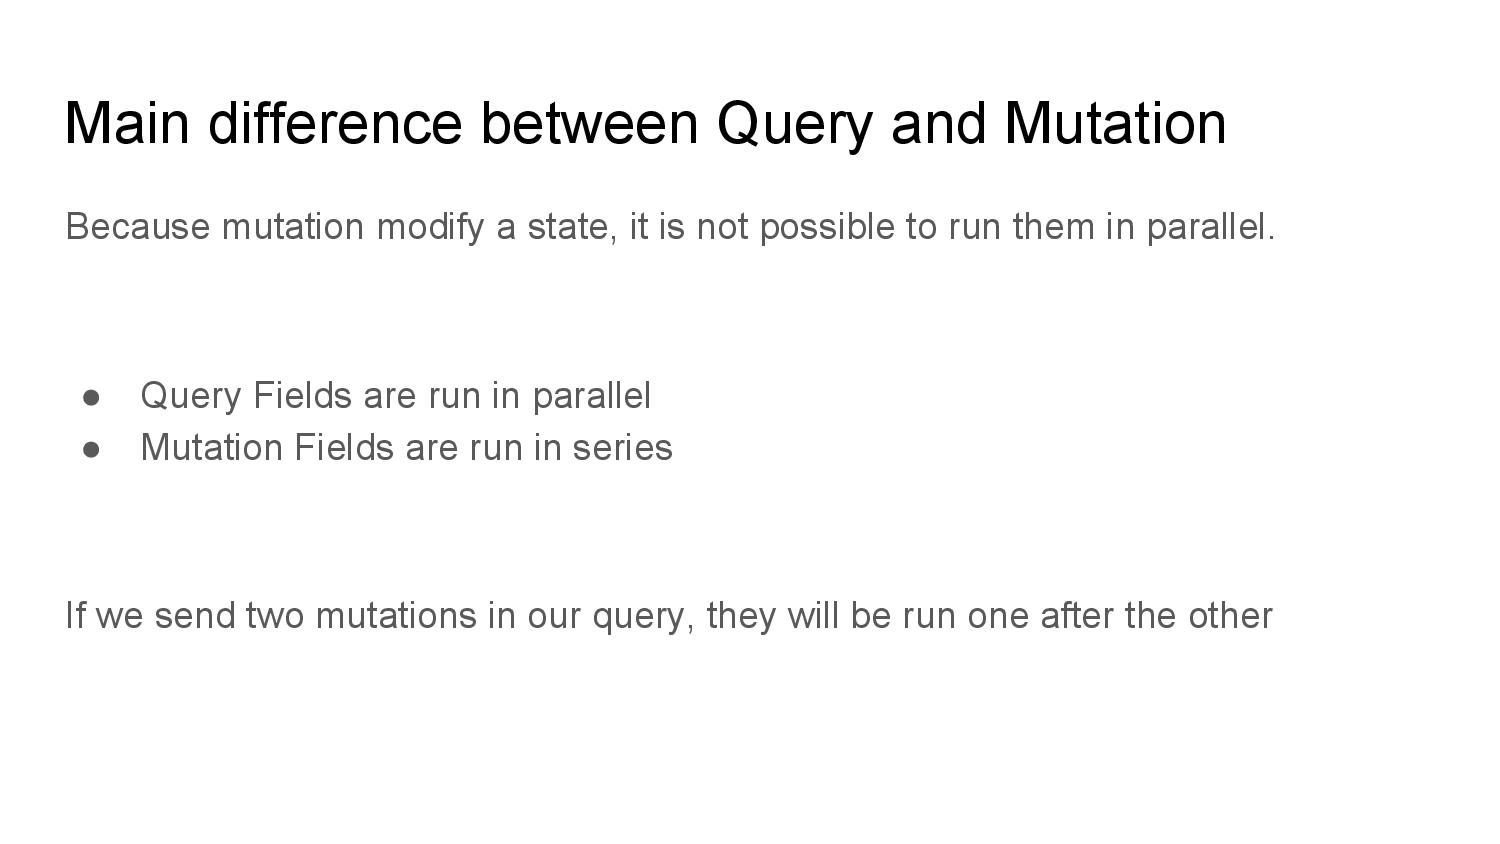 Main difference between Query and Mutation
Because mutation modify a state, it is not possible to run them in parallel.
● Query Fields are run in parallel
● Mutation Fields are run in series
If we send two mutations in our query, they will be run one after the other